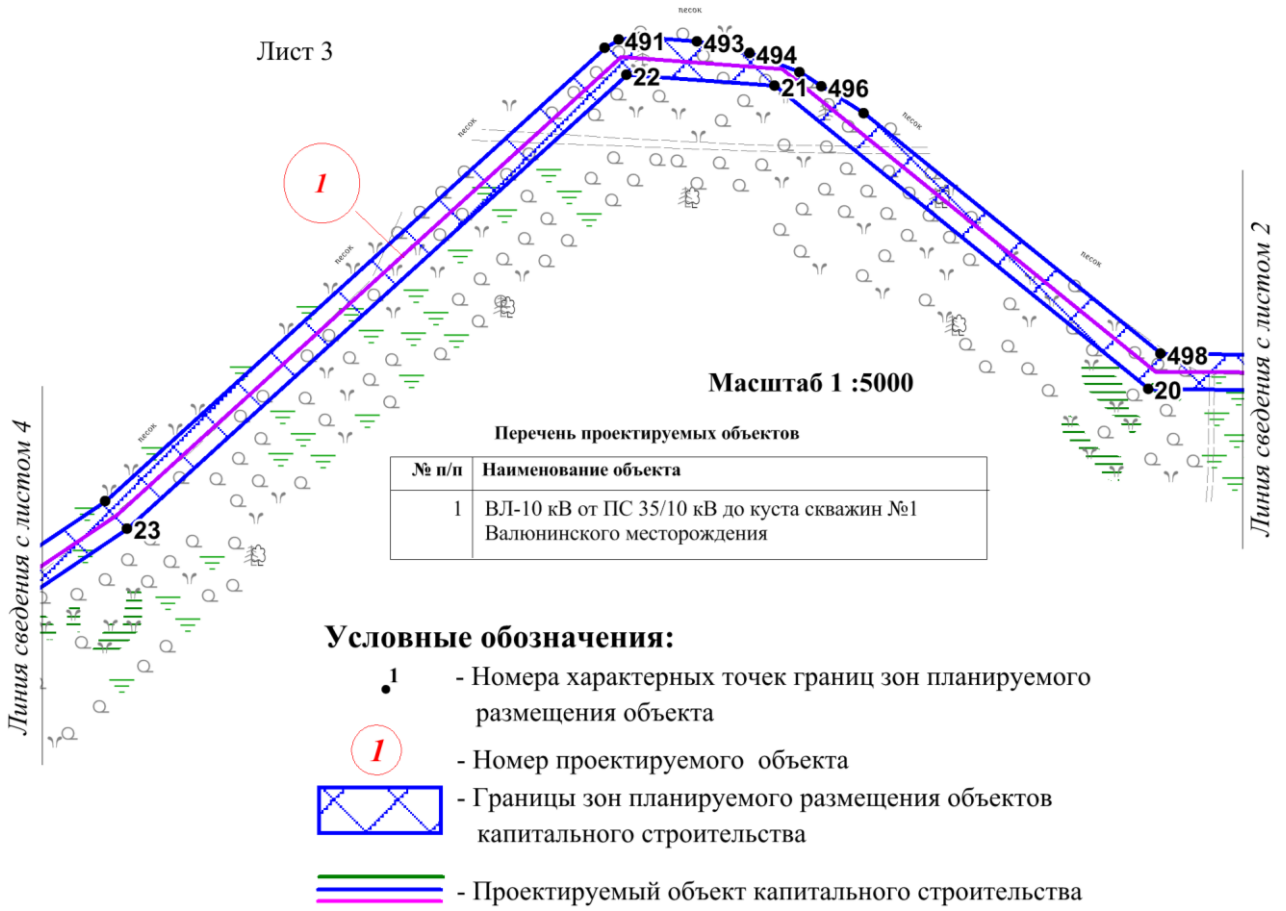 песок
Лист 3
491
493
494
22
21
496
песок
песок
1
песок
песок
498
20
песок
23
Линия сведения с листом 4
Линия сведения с листом 2
Масштаб 1 :5000
Перечень проектируемых объектов
№ п/п Наименование объекта
1 ВЛ-10 кВ от ПС 35/10 кВ до куста скважин №1
Валюнинского месторождения
Условные обозначения:
1 - Номера характерных точек границ зон планируемого
размещения объекта
1 - Номер проектируемого объекта
- Границы зон планируемого размещения объектов
капитального строительства
- Проектируемый объект капитального строительства